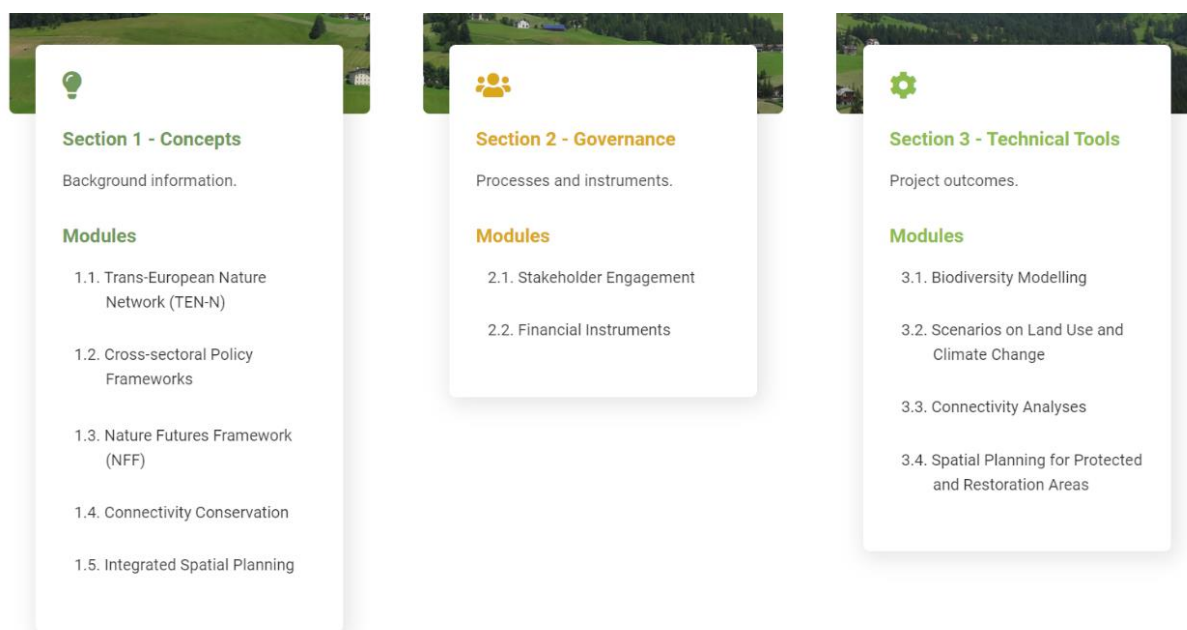 Section 1 - Concepts
Background information.
Modules
1.1. Trans-European Nature
Network (TEN-N)
1.2. Cross-sectoral Policy
Frameworks
1.3. Nature Futures Framework
(NFF)
1.4. Connectivity Conservation
1.5. Integrated Spatial Planning
Section 2 - Governance
Processes and instruments.
Modules
2.1. Stakeholder Engagement
2.2. Financial Instruments
Section 3 - Technical Tools
Project outcomes.
Modules
3.1. Biodiversity Modelling
3.2. Scenarios on Land Use and
Climate Change
3.3. Connectivity Analyses
3.4. Spatial Planning for Protected
and Restoration Areas